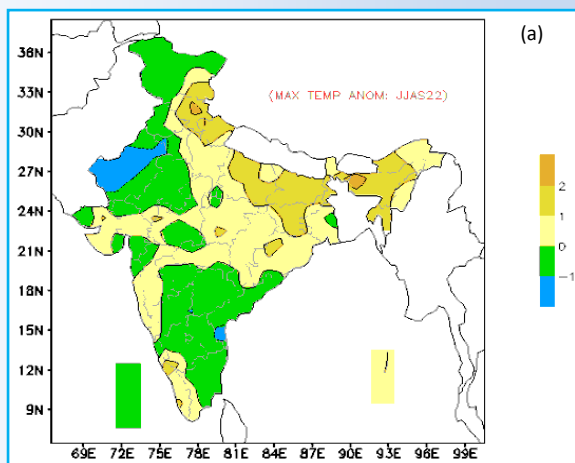 (a)
36N
(MAX TEMP ANOM: JJAS22)
33N
30N
27N
24N
21N
18N
15N
12N
9N
2
1
0
−1
69E 72E 75E 78E 81E 84E 87E 90E 93E 96E 99E